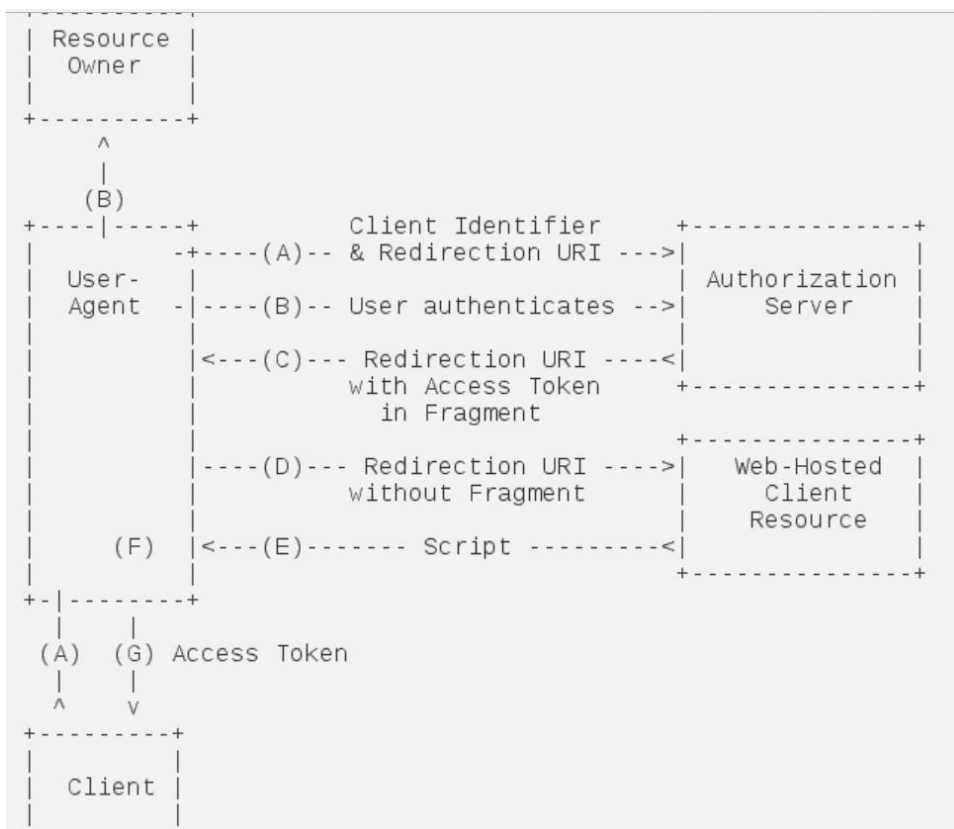 +----------+
| Resource |
|  Owner   |
|          |
+----------+
     ^
     |
    (B)
+----|-----+          Client Identifier      +---------------+
|         -+----(A)-- & Redirection URI --->|               |
|  User-   |                                | Authorization |
|  Agent  -|----(B)-- User authenticates -->|     Server    |
|          |                                |               |
|          |<---(C)--- Redirection URI ----<|               |
|          |          with Access Token     +---------------+
|          |            in Fragment
|          |                                +---------------+
|          |----(D)--- Redirection URI ---->|   Web-Hosted  |
|          |          without Fragment      |     Client    |
|          |                                |    Resource   |
|     (F)  |<---(E)------- Script ---------<|               |
|          |                                +---------------+
+-|--------+
  |    |
 (A)  (G) Access Token
  |    |
  ^    v
+---------+
|         |
|  Client |
|         |